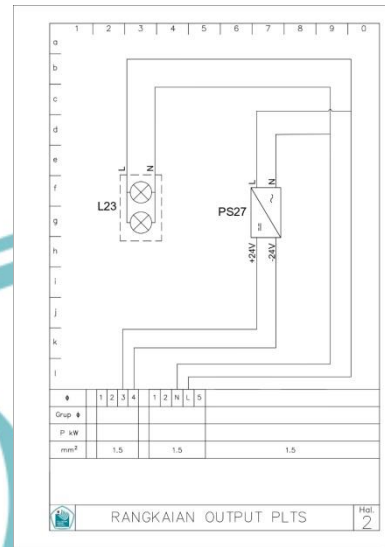 1 2 3 4 5 6 7 8 9 0
a
b
c
d
e
L N L N
f
L23
PS27
g
h
+24V -24V
i
j
k
l
ϕ 1 2 3 4 1 2 N L 5
Grup ϕ
P kW
mm² 1.5 1.5 1.5
RANGKAIAN OUTPUT PLTS
Hal.
2